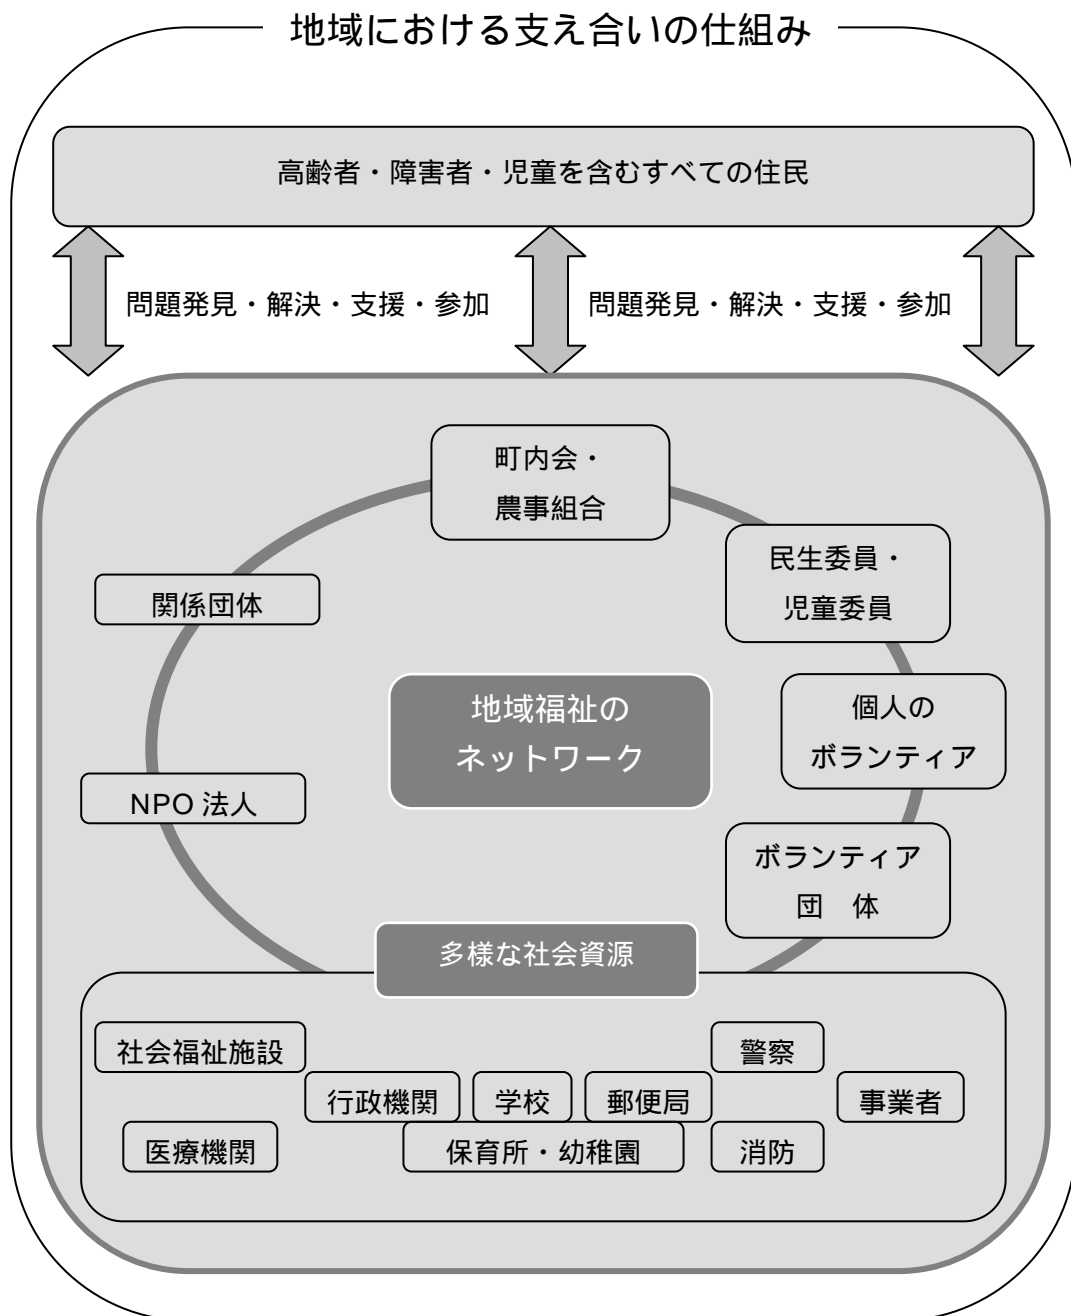 地域における支え合いの仕組み
高齢者・障害者・児童を含むすべての住民
問題発見・解決・支援・参加
問題発見・解決・支援・参加
町内会・
農事組合
民生委員・
児童委員
関係団体
地域福祉の
ネットワーク
個人の
ボランティア
NPO 法人
ボランティア
団　体
多様な社会資源
社会福祉施設
警察
行政機関
学校
郵便局
事業者
医療機関
保育所・幼稚園
消防